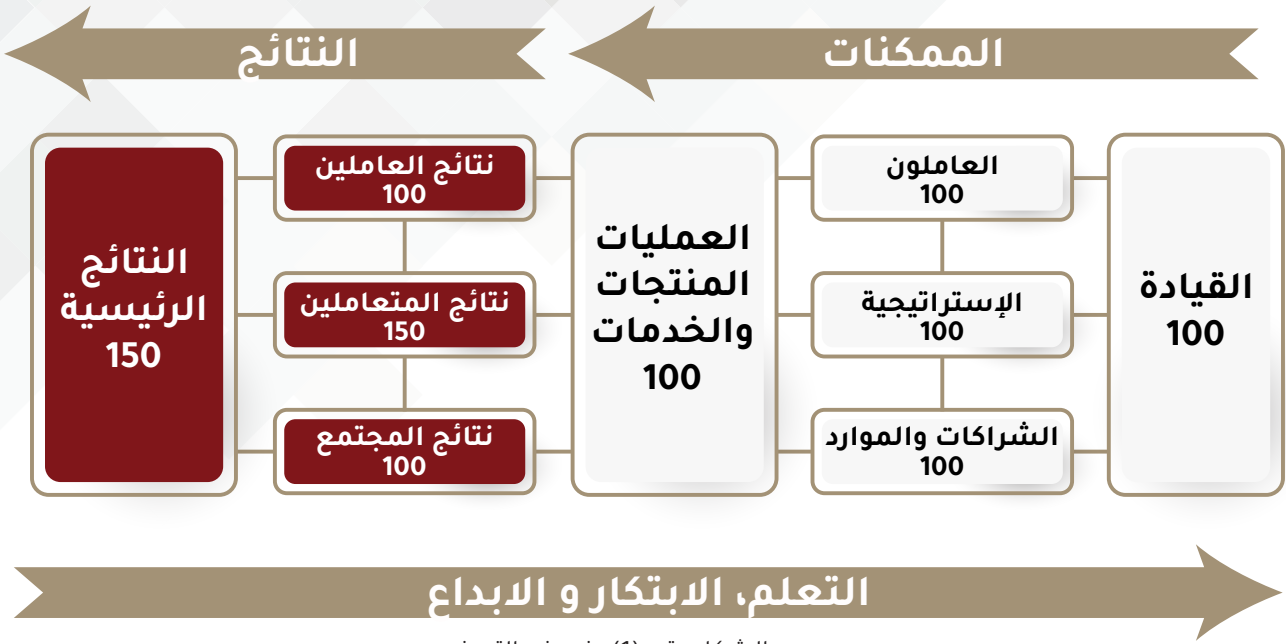 الممكنات
النتائج
القيادة
100
العاملون
100
الإستراتيجية
100
الشراكات والموارد
100
العمليات
المنتجات
والخدمات
100
نتائج العاملين
100
نتائج المتعاملين
150
نتائج المجتمع
100
النتائج
الرئيسية
150
التعلم، الابتكار و الابداع